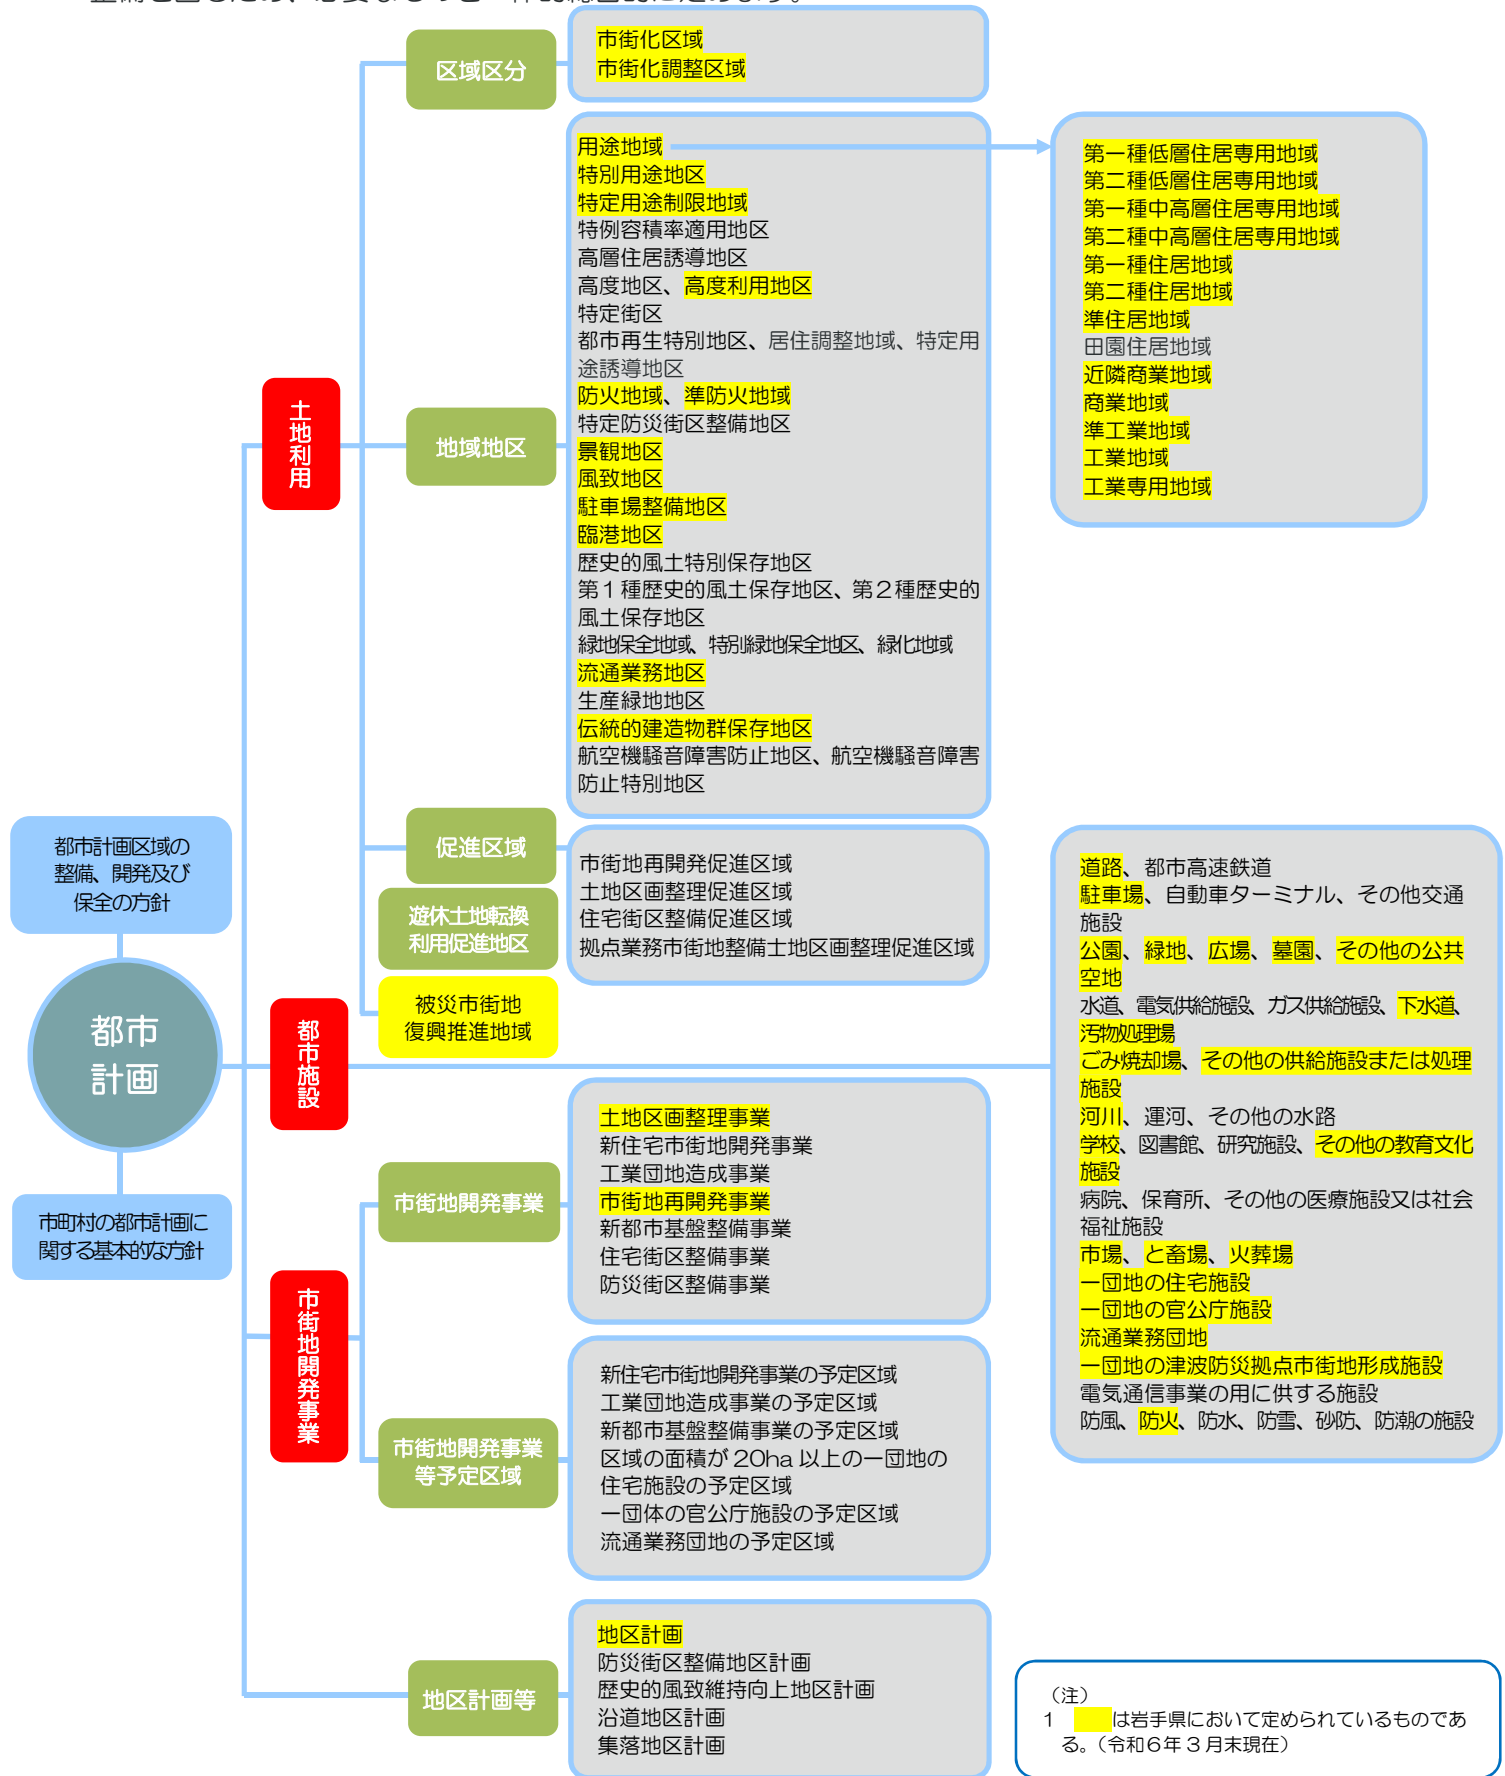 区域区分
市街化区域
市街化調整区域
用途地域
特別用途地区
特定用途制限地域
特例容積率適用地区
高層住居誘導地区
高度地区、高度利用地区
特定街区
都市再生特別地区、居住調整地域、特定用
途誘導地区
防火地域、準防火地域
特定防災街区整備地区
景観地区
風致地区
駐車場整備地区
臨港地区
歴史的風土特別保存地区
第1種歴史的風土保存地区、第2種歴史的
風土保存地区
緑地保全地域、特別緑地保全地区、緑化地域
流通業務地区
生産緑地地区
伝統的建造物群保存地区
航空機騒音障害防止地区、航空機騒音障害
防止特別地区
第一種低層住居専用地域
第二種低層住居専用地域
第一種中高層住居専用地域
第二種中高層住居専用地域
第一種住居地域
第二種住居地域
準住居地域
田園住居地域
近隣商業地域
商業地域
準工業地域
工業地域
工業専用地域
土地利用
地域地区
促進区域
市街地再開発促進区域
土地区画整理促進区域
住宅街区整備促進区域
拠点業務市街地整備土地区画整理促進区域
遊休土地転換
利用促進地区
被災市街地
復興推進地域
都市計画区域の
整備、開発及び
保全の方針
都市
計画
市町村の都市計画に
関する基本的な方針
都市施設
道路、都市高速鉄道
駐車場、自動車ターミナル、その他交通
施設
公園、緑地、広場、墓園、その他の公共
空地
水道、電気供給施設、ガス供給施設、下水道、
汚物処理場
ごみ焼却場、その他の供給施設または処理
施設
河川、運河、その他の水路
学校、図書館、研究施設、その他の教育文化
施設
病院、保育所、その他の医療施設又は社会
福祉施設
市場、と畜場、火葬場
一団地の住宅施設
一団地の官公庁施設
流通業務団地
一団地の津波防災拠点市街地形成施設
電気通信事業の用に供する施設
防風、防火、防水、防雪、砂防、防潮の施設
市街地開発事業
市街地開発事業
土地区画整理事業
新住宅市街地開発事業
工業団地造成事業
市街地再開発事業
新都市基盤整備事業
住宅街区整備事業
防災街区整備事業
市街地開発事業
等予定区域
新住宅市街地開発事業の予定区域
工業団地造成事業の予定区域
新都市基盤整備事業の予定区域
区域の面積が20ha以上の一団地の
住宅施設の予定区域
一団体の官公庁施設の予定区域
流通業務団地の予定区域
地区計画等
地区計画
防災街区整備地区計画
歴史的風致維持向上地区計画
沿道地区計画
集落地区計画
（注）
1　は岩手県において定められているものであ
る。（令和6年3月末現在）